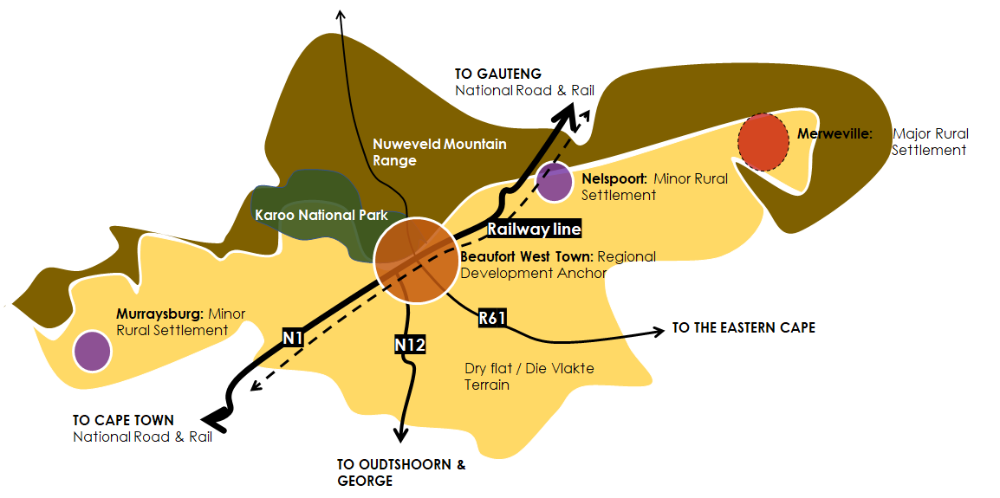 TO GAUTENG
National Road & Rail
Nuweveld Mountain
Range
Merweville: Major Rural
Settlement
Nelspoort: Minor Rural
Settlement
Karoo National Park
Railway line
Beaufort West Town: Regional
Development Anchor
Murraysburg: Minor
Rural Settlement
R61
TO THE EASTERN CAPE
N1
N12
Dry flat / Die Vlakte
Terrain
TO CAPE TOWN
National Road & Rail
TO OUDTSHOORN &
GEORGE